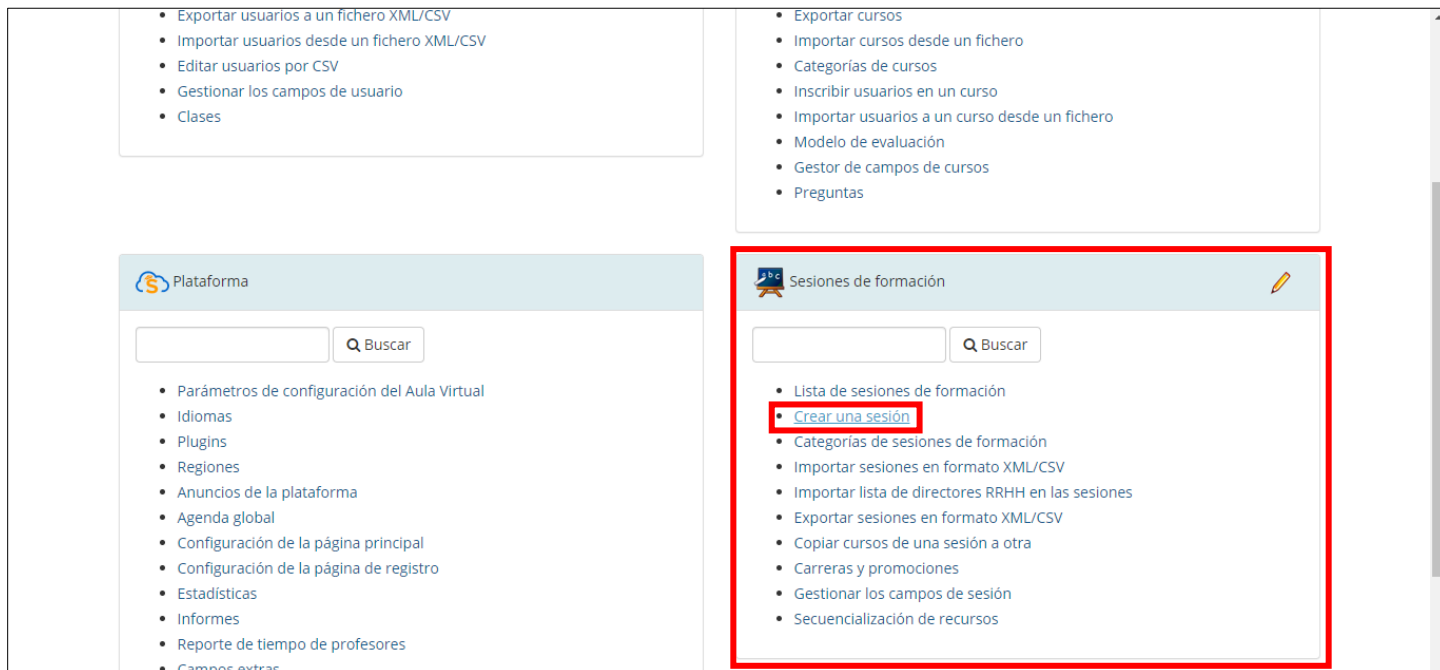 Exportar usuarios a un fichero XML/CSV
Importar usuarios desde un fichero XML/CSV
Editar usuarios por CSV
Gestionar los campos de usuario
Clases
Exportar cursos
Importar cursos desde un fichero
Categorías de cursos
Inscribir usuarios en un curso
Importar usuarios a un curso desde un fichero
Modelo de evaluación
Gestor de campos de cursos
Preguntas
Plataforma
Buscar
Parámetros de configuración del Aula Virtual
Idiomas
Plugins
Regiones
Anuncios de la plataforma
Agenda global
Configuración de la página principal
Configuración de la página de registro
Estadísticas
Informes
Reporte de tiempo de profesores
Campos extras
abc
Sesiones de formación
Buscar
Lista de sesiones de formación
Crear una sesión
Categorías de sesiones de formación
Importar sesiones en formato XML/CSV
Importar lista de directores RRHH en las sesiones
Exportar sesiones en formato XML/CSV
Copiar cursos de una sesión a otra
Carreras y promociones
Gestionar los campos de sesión
Secuencialización de recursos